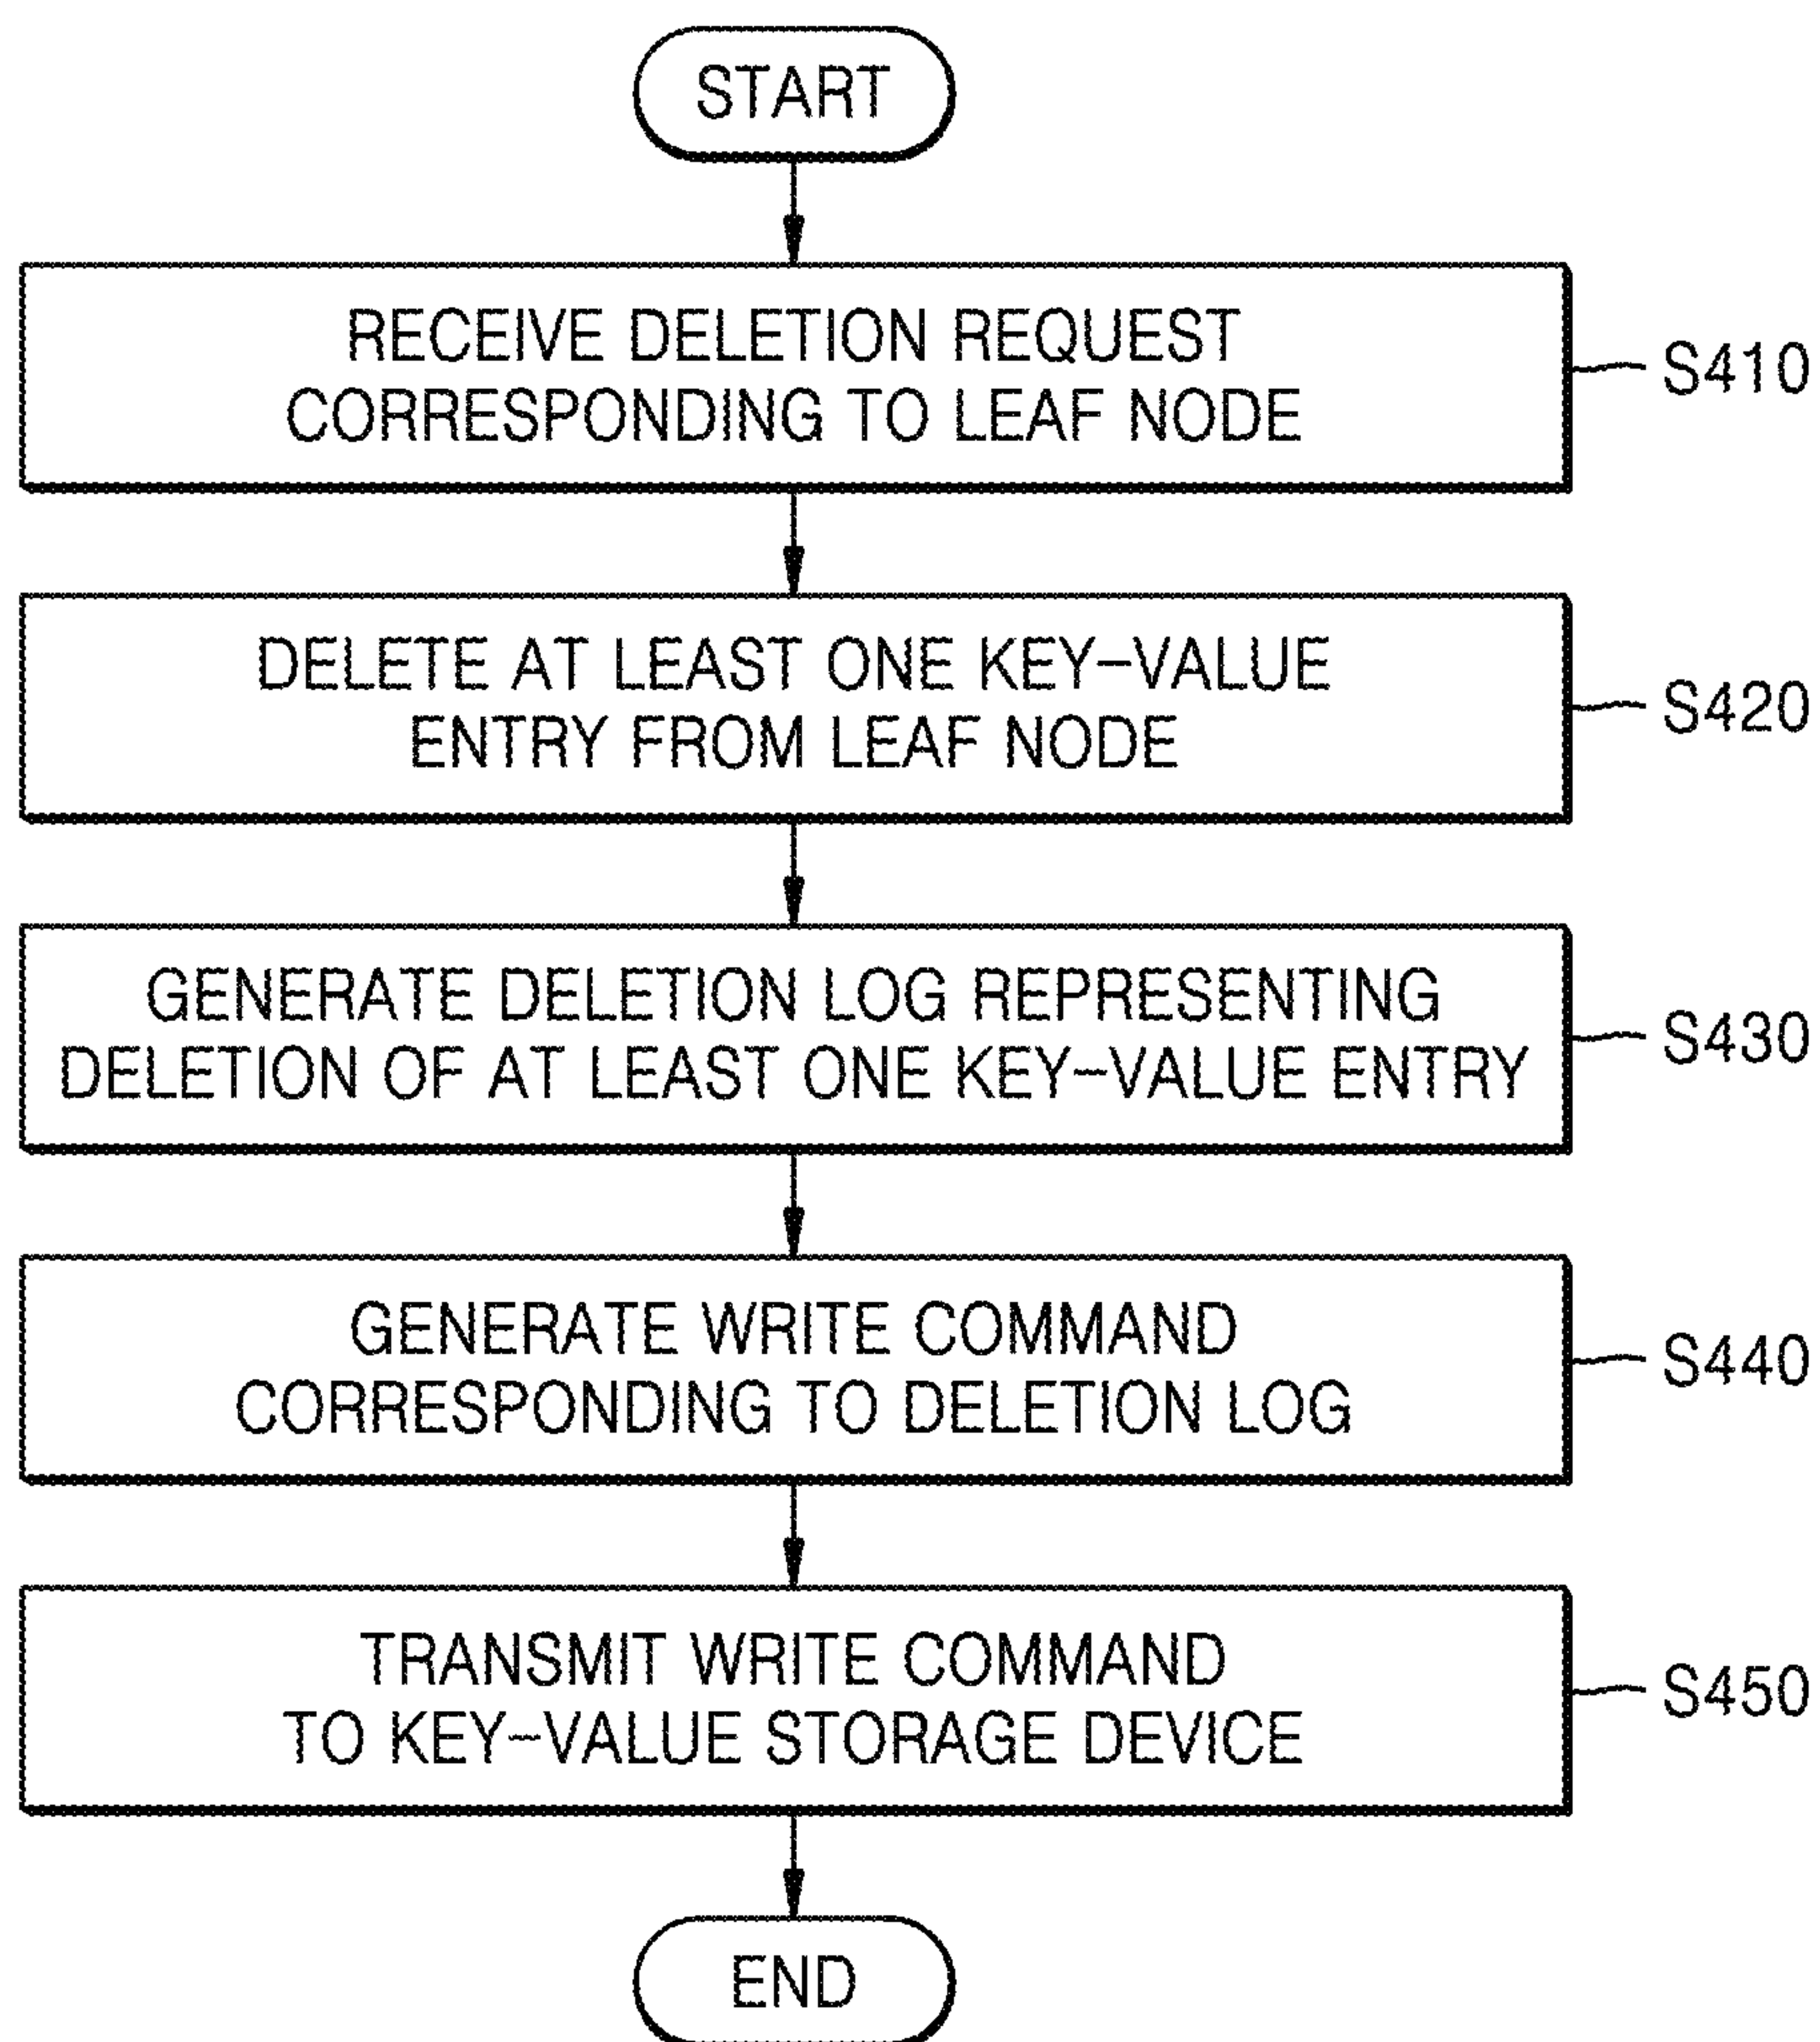 START
RECEIVE DELETION REQUEST
CORRESPONDING TO LEAF NODE
S410
DELETE AT LEAST ONE KEY-VALUE
ENTRY FROM LEAF NODE
S420
GENERATE DELETION LOG REPRESENTING
DELETION OF AT LEAST ONE KEY-VALUE ENTRY
S430
GENERATE WRITE COMMAND
CORRESPONDING TO DELETION LOG
S440
TRANSMIT WRITE COMMAND
TO KEY-VALUE STORAGE DEVICE
S450
END